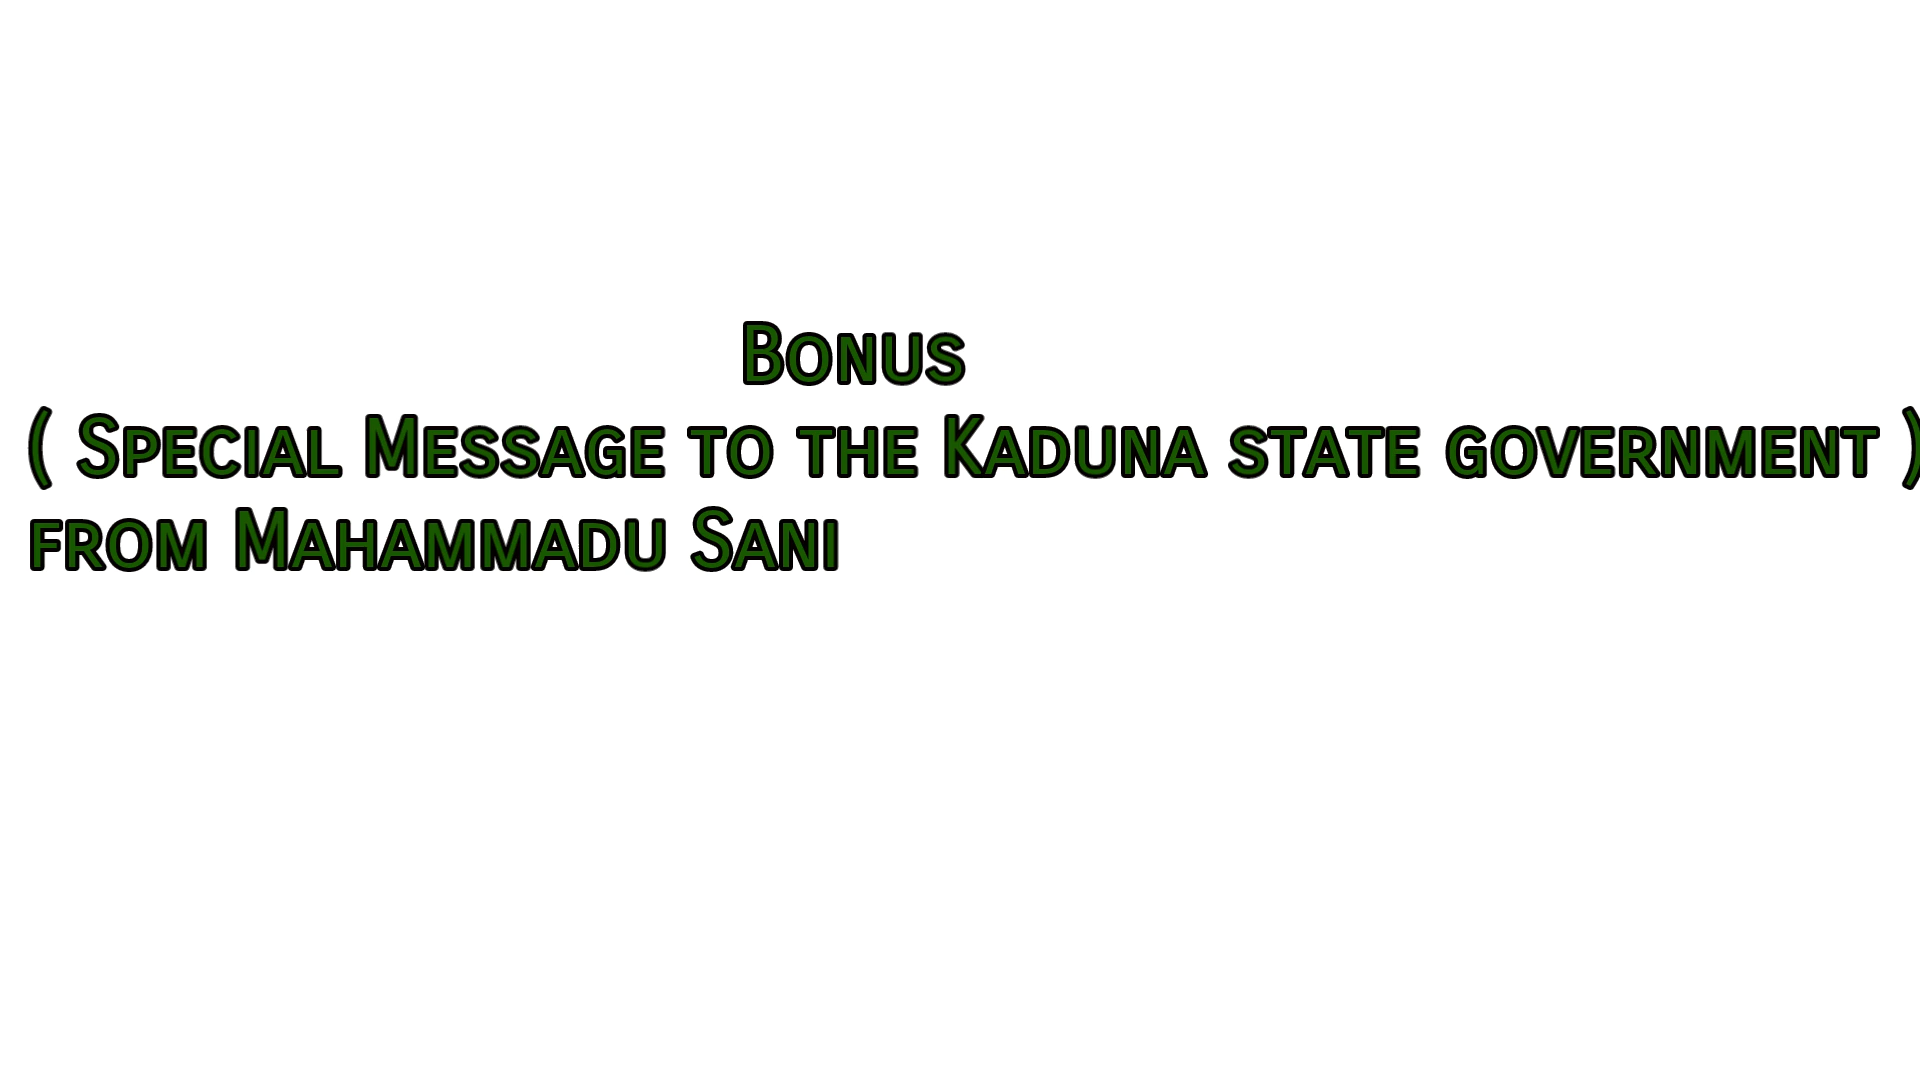 Bonus
( Special Message to the Kaduna state government )
from Mahammadu Sani